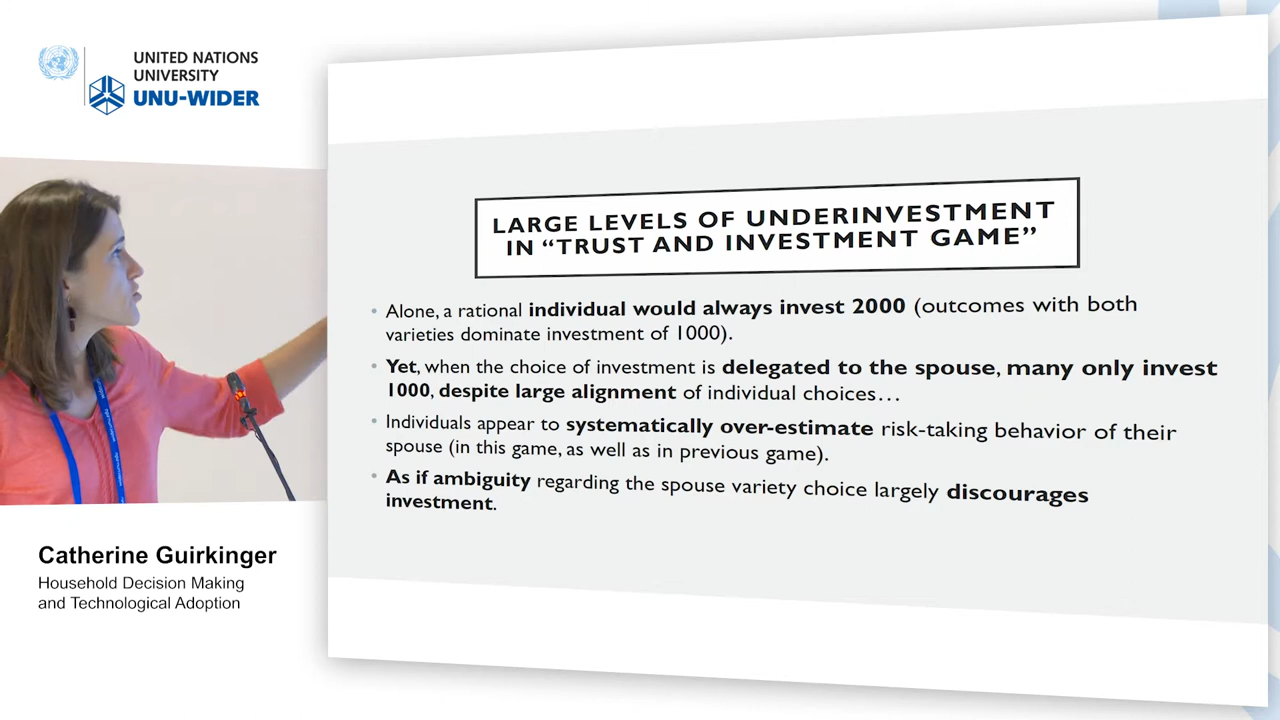 UNITED NATIONS
UNIVERSITY
UNU-WIDER
LARGE LEVELS OF UNDERINVESTMENT
IN “TRUST AND INVESTMENT GAME”
• Alone, a rational individual would always invest 2000 (outcomes with both
varieties dominate investment of 1000).
• Yet, when the choice of investment is delegated to the spouse, many only invest
1000, despite large alignment of individual choices…
• Individuals appear to systematically over-estimate risk-taking behavior of their
spouse (in this game, as well as in previous game).
• As if ambiguity regarding the spouse variety choice largely discourages
investment.
Catherine Guirkinger
Household Decision Making
and Technological Adoption